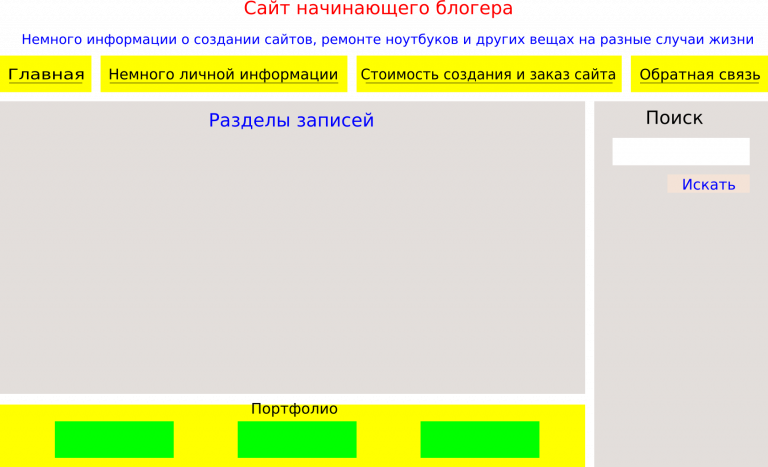 Сайт начинающего блогера
Немного информации о создании сайтов, ремонте ноутбуков и других вещах на разные случаи жизни
Главная
Немного личной информации
Стоимость создания и заказ сайта
Обратная связь
Разделы записей
Поиск
Искать
Портфолио